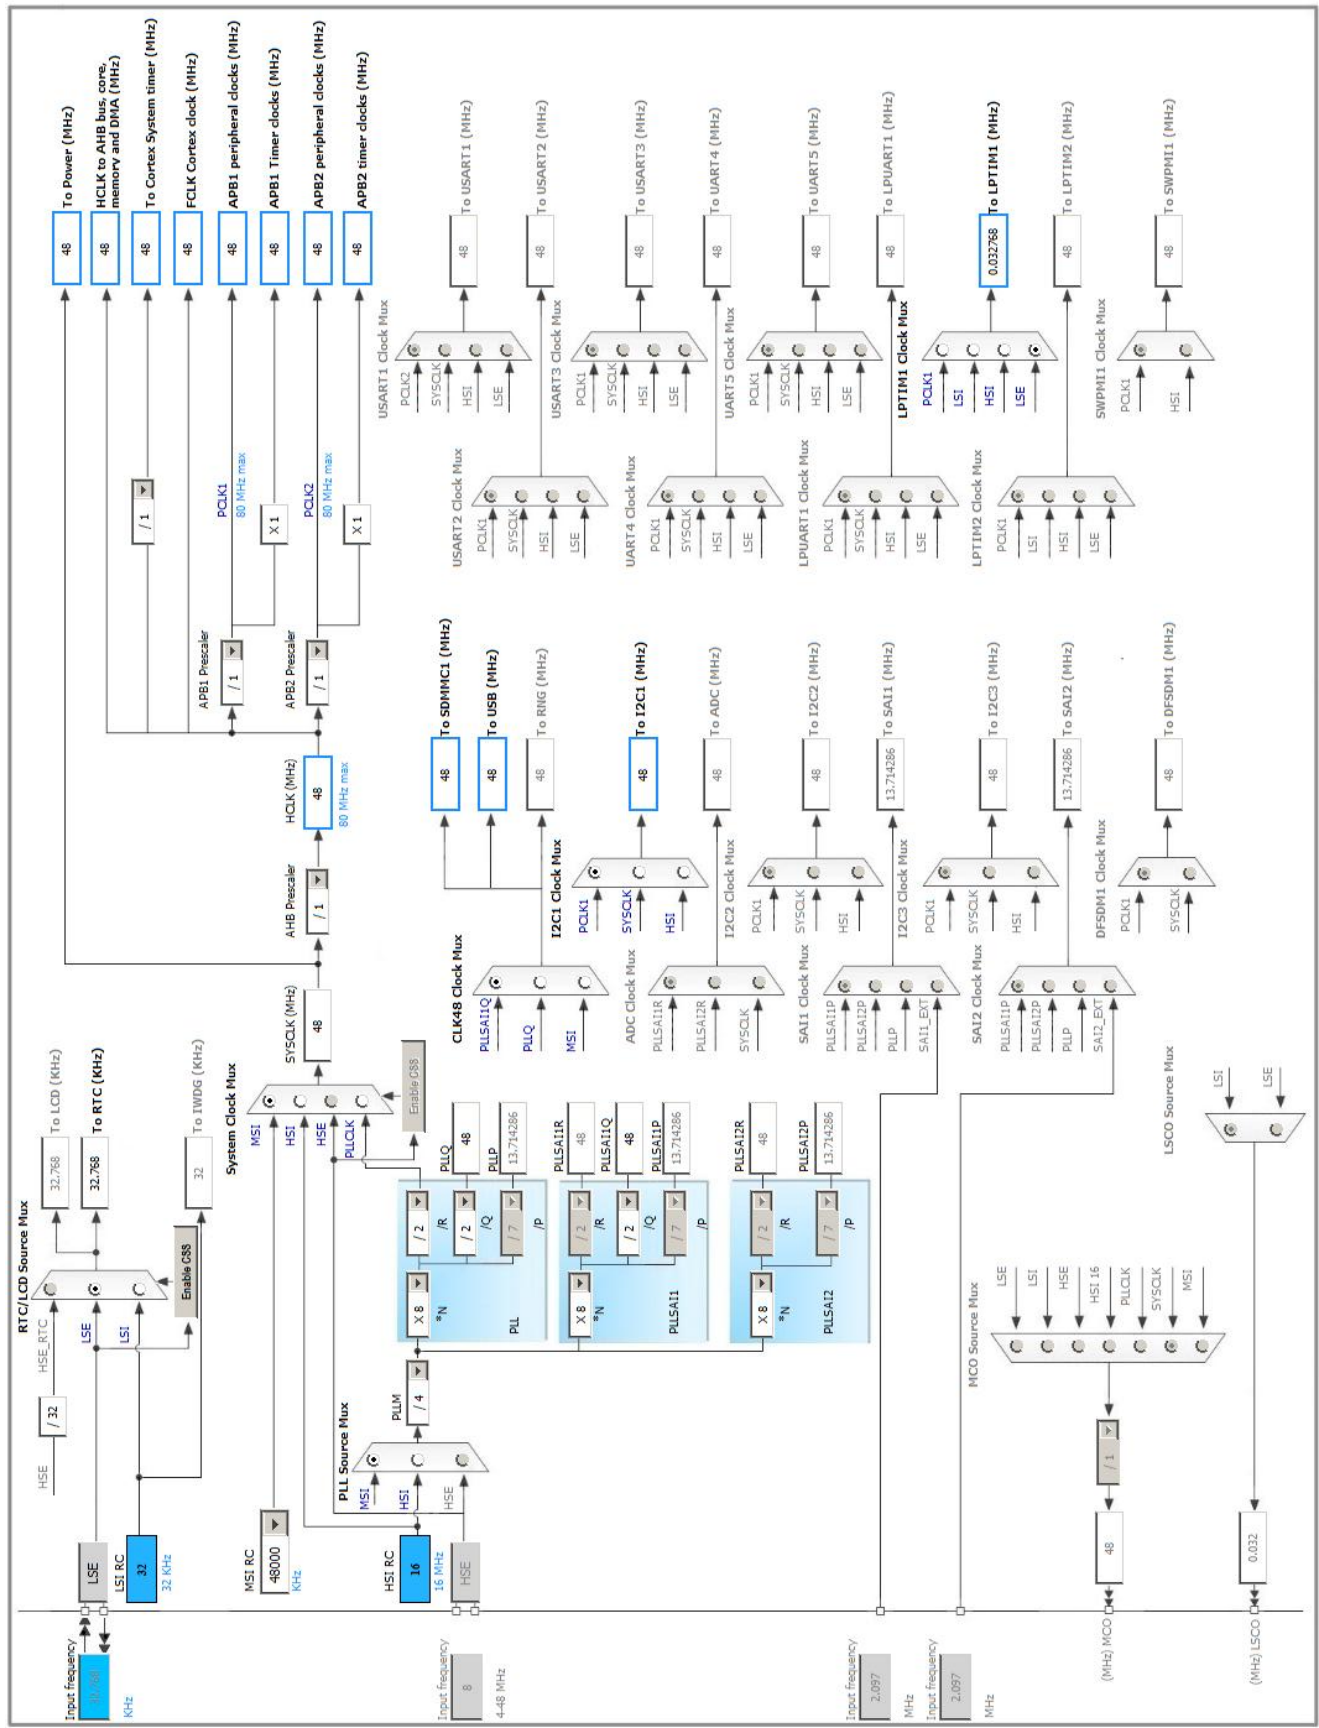 Input frequency
32.768
KHz
LSE
LSI RC
32
32 KHz
HSE
/ 32
HSE_RTC
LSE
LSI
RTC/LCD Source Mux
Enable CSS
32.768
To LCD (KHz)
32.768
To RTC (KHz)
32
To IWDG (KHz)
MSI RC
48000
KHz
HSI RC
16
16 MHz
Input frequency
8
4-48 MHz
HSE
PLL Source Mux
MSI
HSI
HSE
PLLM
/ 4
System Clock Mux
MSI
HSI
HSE
PLLCLK
Enable CSS
SYSCLK (MHz)
48
AHB Prescaler
/ 1
HCLK (MHz)
48
80 MHz max
APB1 Prescaler
/ 1
APB2 Prescaler
/ 1
/ 1
PCLK1
80 MHz max
X 1
PCLK2
80 MHz max
X 1
48
To Power (MHz)
48
HCLK to AHB bus, core,
memory and DMA (MHz)
48
To Cortex System timer (MHz)
48
FCLK Cortex clock (MHz)
48
APB1 peripheral clocks (MHz)
48
APB1 Timer clocks (MHz)
48
APB2 peripheral clocks (MHz)
48
APB2 timer clocks (MHz)
X 8
*N
PLL
/ 2
/R
/ 2
/Q
/ 7
/P
PLLQ
48
PLLP
13.714286
X 8
*N
PLLSAI1
/ 2
/R
/ 2
/Q
/ 7
/P
PLLSAI1R
48
PLLSAI1Q
48
PLLSAI1P
13.714286
X 8
*N
PLLSAI2
/ 2
/R
/ 7
/P
PLLSAI2R
48
PLLSAI2P
13.714286
CLK48 Clock Mux
PLLSAI1Q
PLLQ
MSI
48
To SDMMC1 (MHz)
48
To USB (MHz)
48
To RNG (MHz)
I2C1 Clock Mux
PCLK1
SYSCLK
HSI
48
To I2C1 (MHz)
ADC Clock Mux
PLLSAI1R
PLLSAI2R
SYSCLK
48
To ADC (MHz)
I2C2 Clock Mux
PCLK1
SYSCLK
HSI
48
To I2C2 (MHz)
SAI1 Clock Mux
PLLSAI1P
PLLSAI2P
PLLP
SAI1_EXT
13.714286
To SAI1 (MHz)
I2C3 Clock Mux
PCLK1
SYSCLK
HSI
48
To I2C3 (MHz)
SAI2 Clock Mux
PLLSAI1P
PLLSAI2P
PLLP
SAI2_EXT
13.714286
To SAI2 (MHz)
DFSDM1 Clock Mux
PCLK1
SYSCLK
48
To DFSDM1 (MHz)
USART1 Clock Mux
PCLK2
SYSCLK
HSI
LSE
48
To USART1 (MHz)
USART2 Clock Mux
PCLK1
SYSCLK
HSI
LSE
48
To USART2 (MHz)
USART3 Clock Mux
PCLK1
SYSCLK
HSI
LSE
48
To USART3 (MHz)
UART4 Clock Mux
PCLK1
SYSCLK
HSI
LSE
48
To UART4 (MHz)
UART5 Clock Mux
PCLK1
SYSCLK
HSI
LSE
48
To UART5 (MHz)
LPUART1 Clock Mux
PCLK1
SYSCLK
HSI
LSE
48
To LPUART1 (MHz)
LPTIM1 Clock Mux
PCLK1
LSI
HSI
LSE
0.032768
To LPTIM1 (MHz)
LPTIM2 Clock Mux
PCLK1
LSI
HSI
LSE
48
To LPTIM2 (MHz)
SWPMI1 Clock Mux
PCLK1
HSI
48
To SWPMI1 (MHz)
Input frequency
2.097
MHz
Input frequency
2.097
MHz
MCO Source Mux
LSE
LSI
HSE
HSI 16
PLLCLK
SYSCLK
MSI
/ 1
48
(MHz) MCO
LSCO Source Mux
LSI
LSE
0.032
(MHz) LSCO